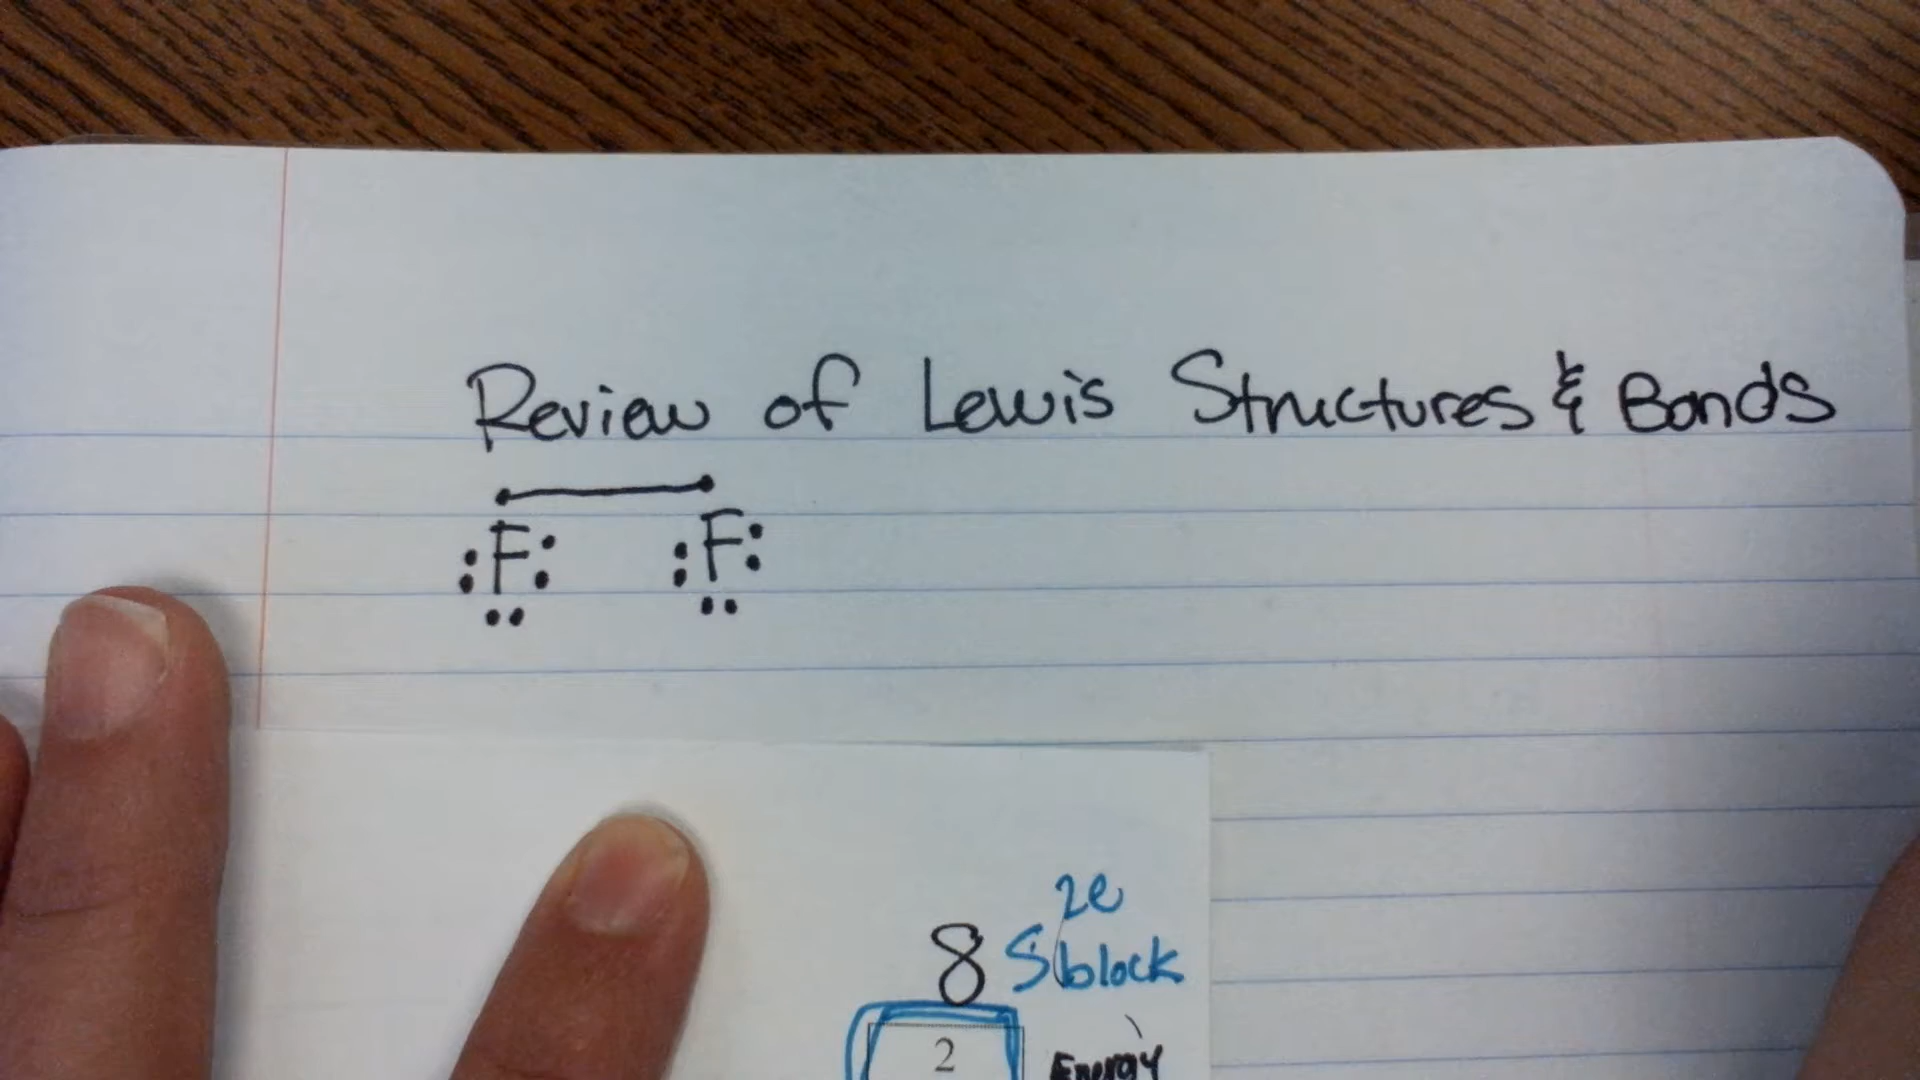 Review of Lewis Structures & Bonds
:F: :F:
2e
8 S block
2
Energy